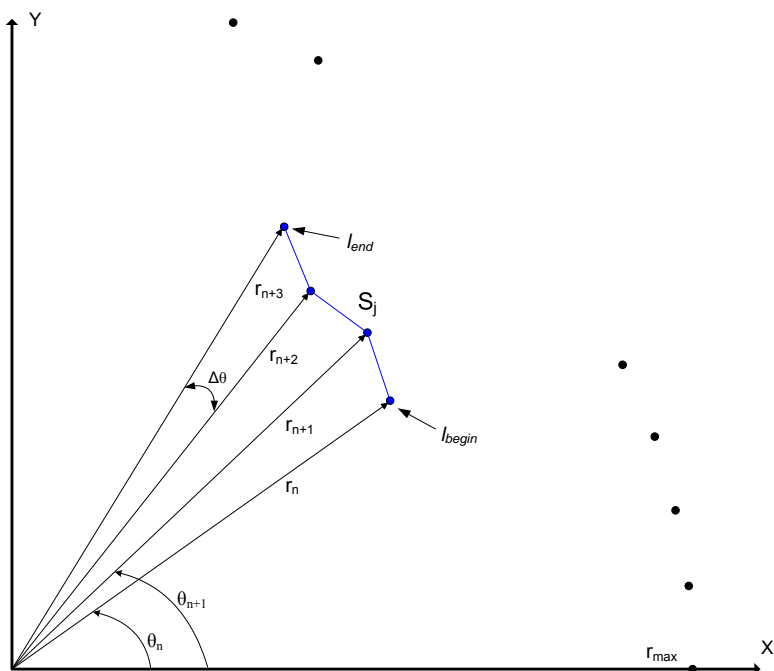 Y
l_end
r_n+3
S_j
r_n+2
Δθ
r_n+1
l_begin
r_n
θ_n+1
θ_n
r_max
X